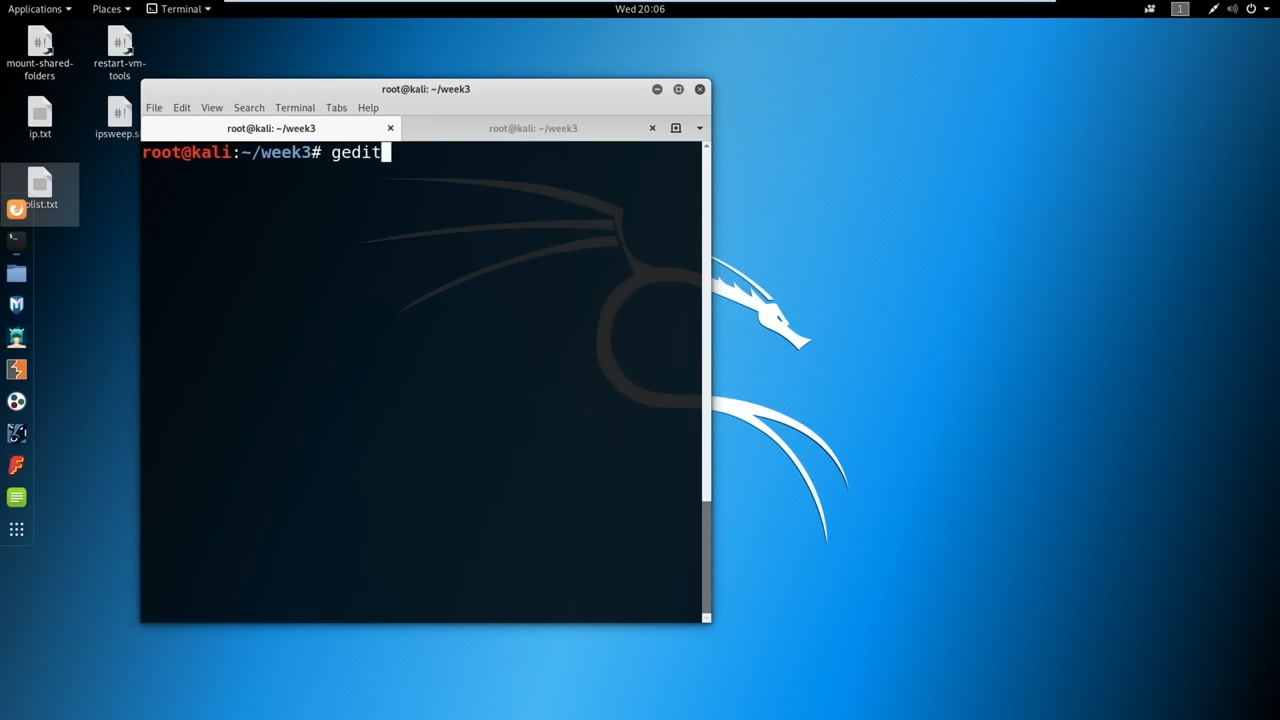 Applications Places Terminal Wed 20:06 1
mount-shared-
folders
restart-vm-
tools
ip.txt
ipsweep.s
plist.txt
root@kali: ~/week3
File Edit View Search Terminal Tabs Help
root@kali: ~/week3 root@kali: ~/week3
root@kali:~/week3# gedit